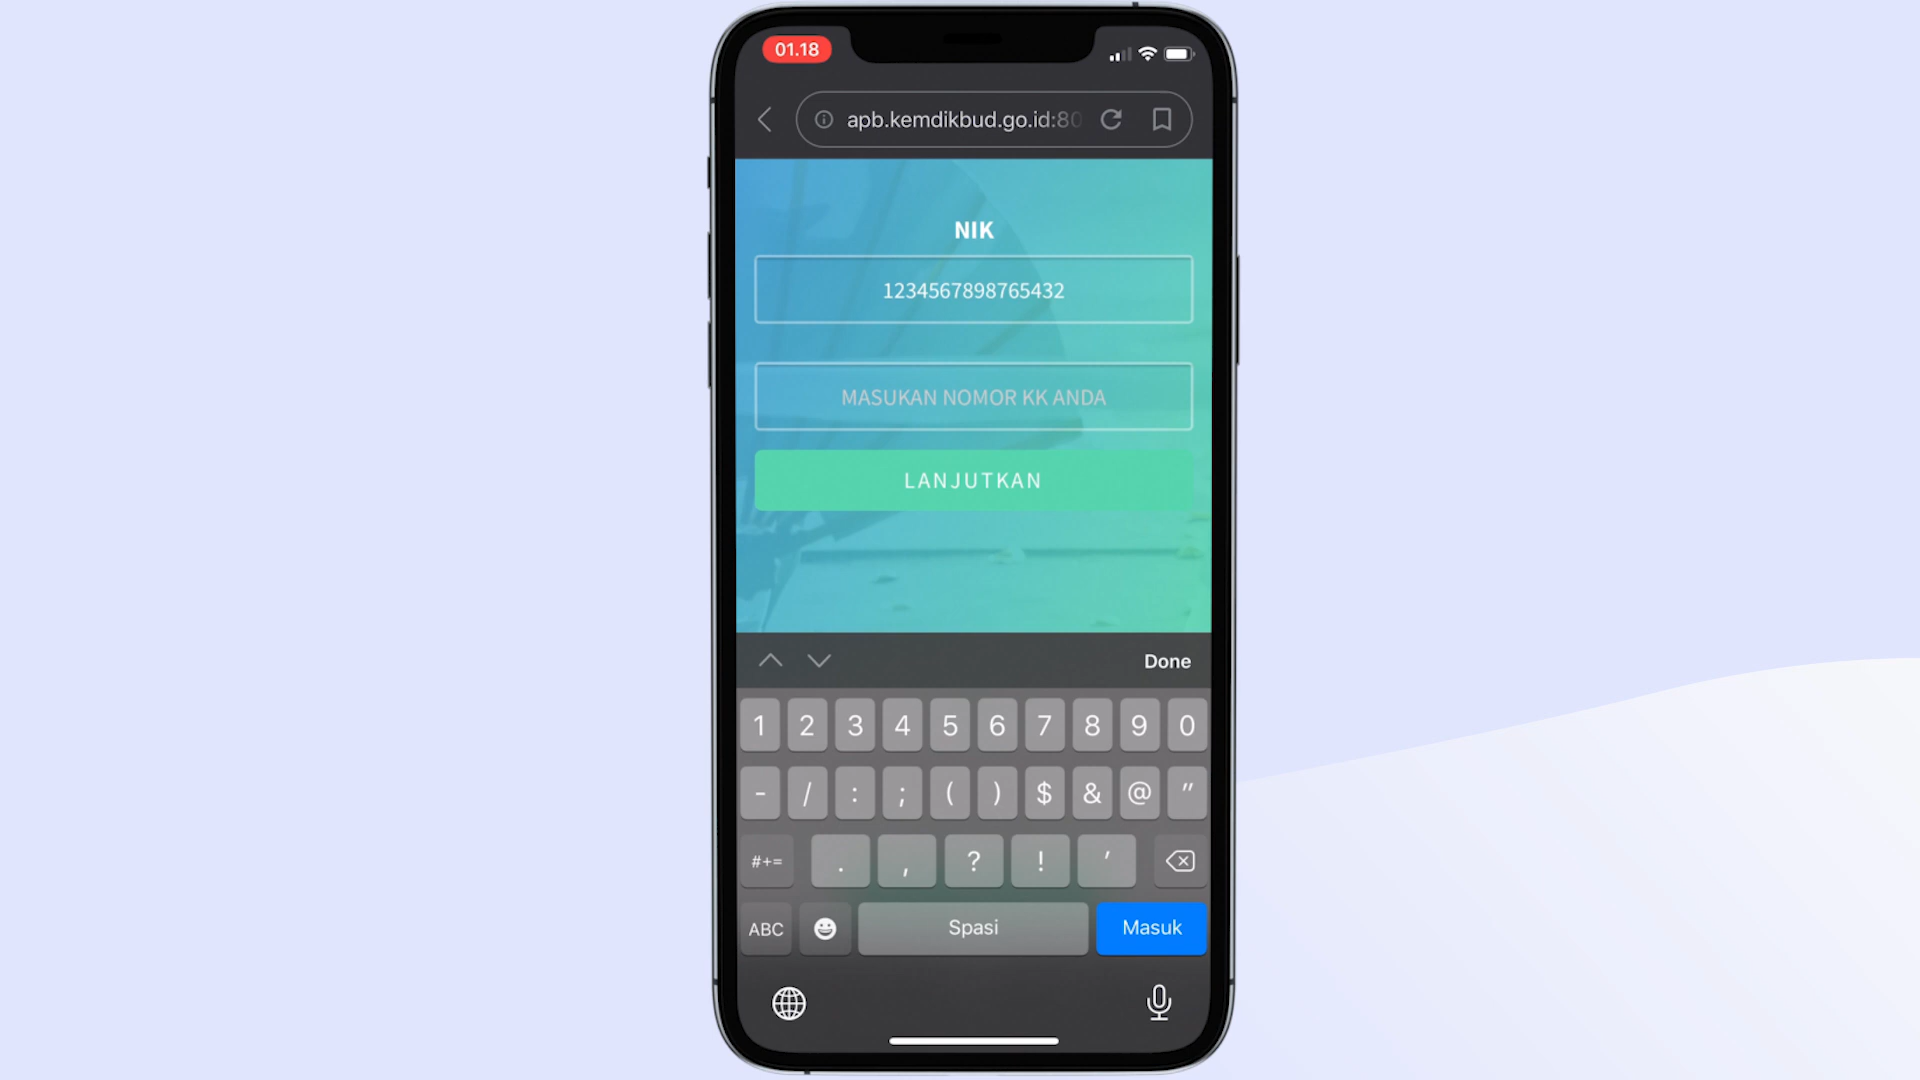 01.18
apb.kemdikbud.go.id:80
NIK
1234567898765432
MASUKAN NOMOR KK ANDA
LANJUTKAN
Done
1 2 3 4 5 6 7 8 9 0
- / : ; ( ) $ & @ "
#+= . , ? ! '
ABC Spasi Masuk